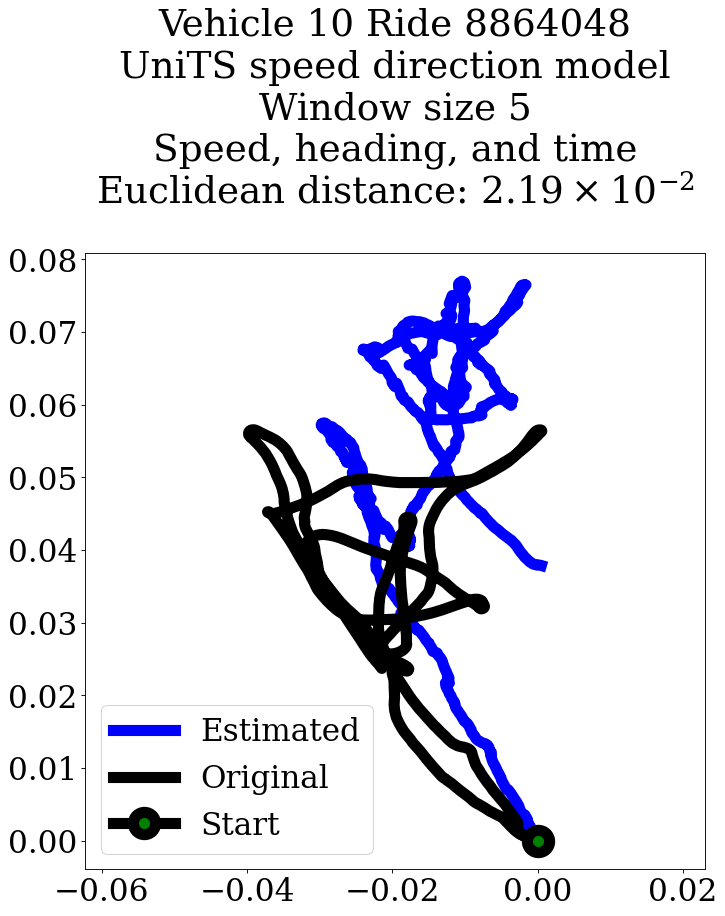 Vehicle 10 Ride 8864048
UniTS speed direction model
Window size 5
Speed, heading, and time
Euclidean distance: 2.19 × 10⁻²
0.08
0.07
0.06
0.05
0.04
0.03
0.02
0.01
0.00
Estimated
Original
Start
−0.06 −0.04 −0.02 0.00 0.02